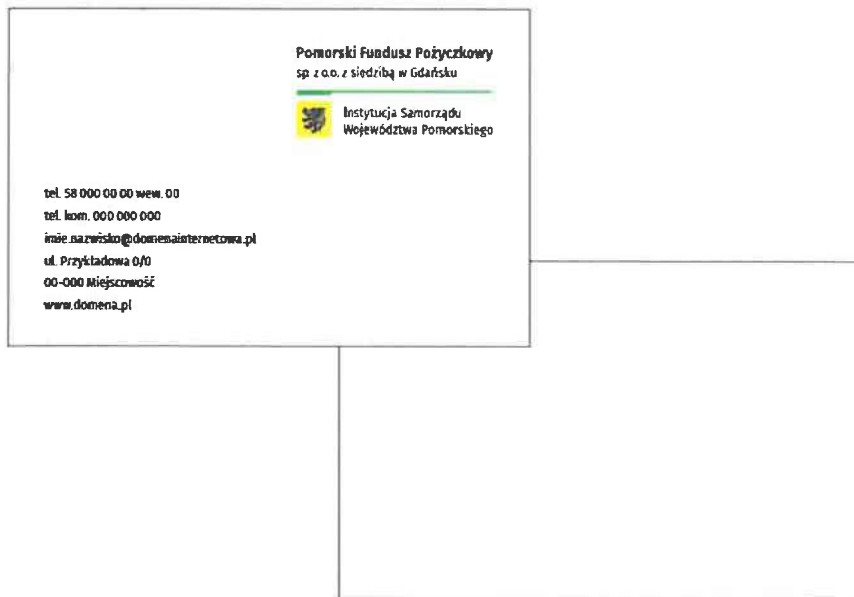 Pomorski Fundusz Pożyczkowy
sp. z o.o. z siedzibą w Gdańsku
Instytucja Samorządu
Województwa Pomorskiego
tel. 58 000 00 00 wew. 00
tel. kom. 000 000 000
imie.nazwisko@domenainternetowa.pl
ul. Przykładowa 0/0
00-000 Miejscowość
www.domena.pl